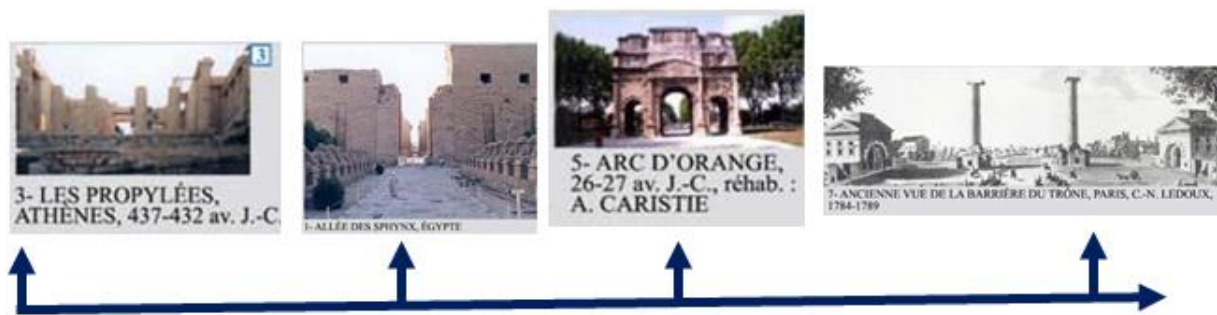 3
3- LES PROPYLÉES,
ATHÈNES, 437-432 av. J.-C.
1- ALLÉE DES SPHYNX, ÉGYPTE
5- ARC D'ORANGE,
26-27 av. J.-C., réhab. :
A. CARISTIE
7- ANCIENNE VUE DE LA BARRIÈRE DU TRÔNE, PARIS, C.-N. LEDOUX,
1784-1789